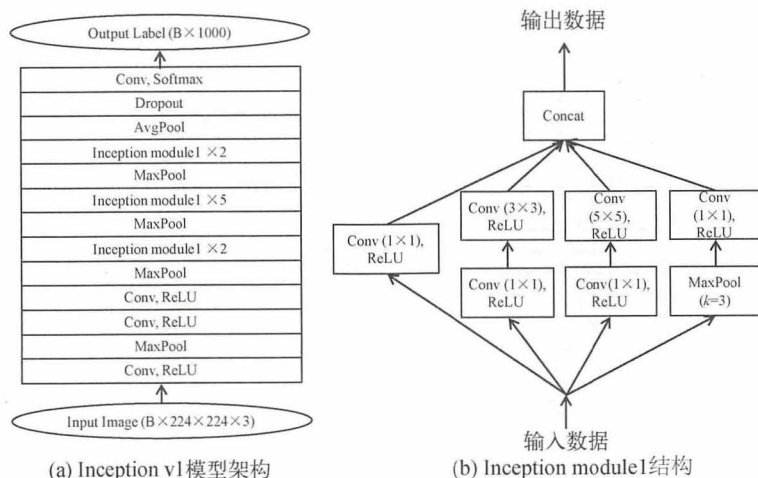 Output Label (B×1000)
Conv, Softmax
Dropout
AvgPool
Inception module1 ×2
MaxPool
Inception module1 ×5
MaxPool
Inception module1 ×2
MaxPool
Conv, ReLU
Conv, ReLU
MaxPool
Conv, ReLU
Input Image (B×224×224×3)
(a) Inception v1模型架构
输出数据
Concat
Conv (1×1),
ReLU
Conv (3×3),
ReLU
Conv
(5×5),
ReLU
Conv
(1×1),
ReLU
Conv (1×1),
ReLU
Conv(1×1),
ReLU
MaxPool
(k=3)
输入数据
(b) Inception module1结构